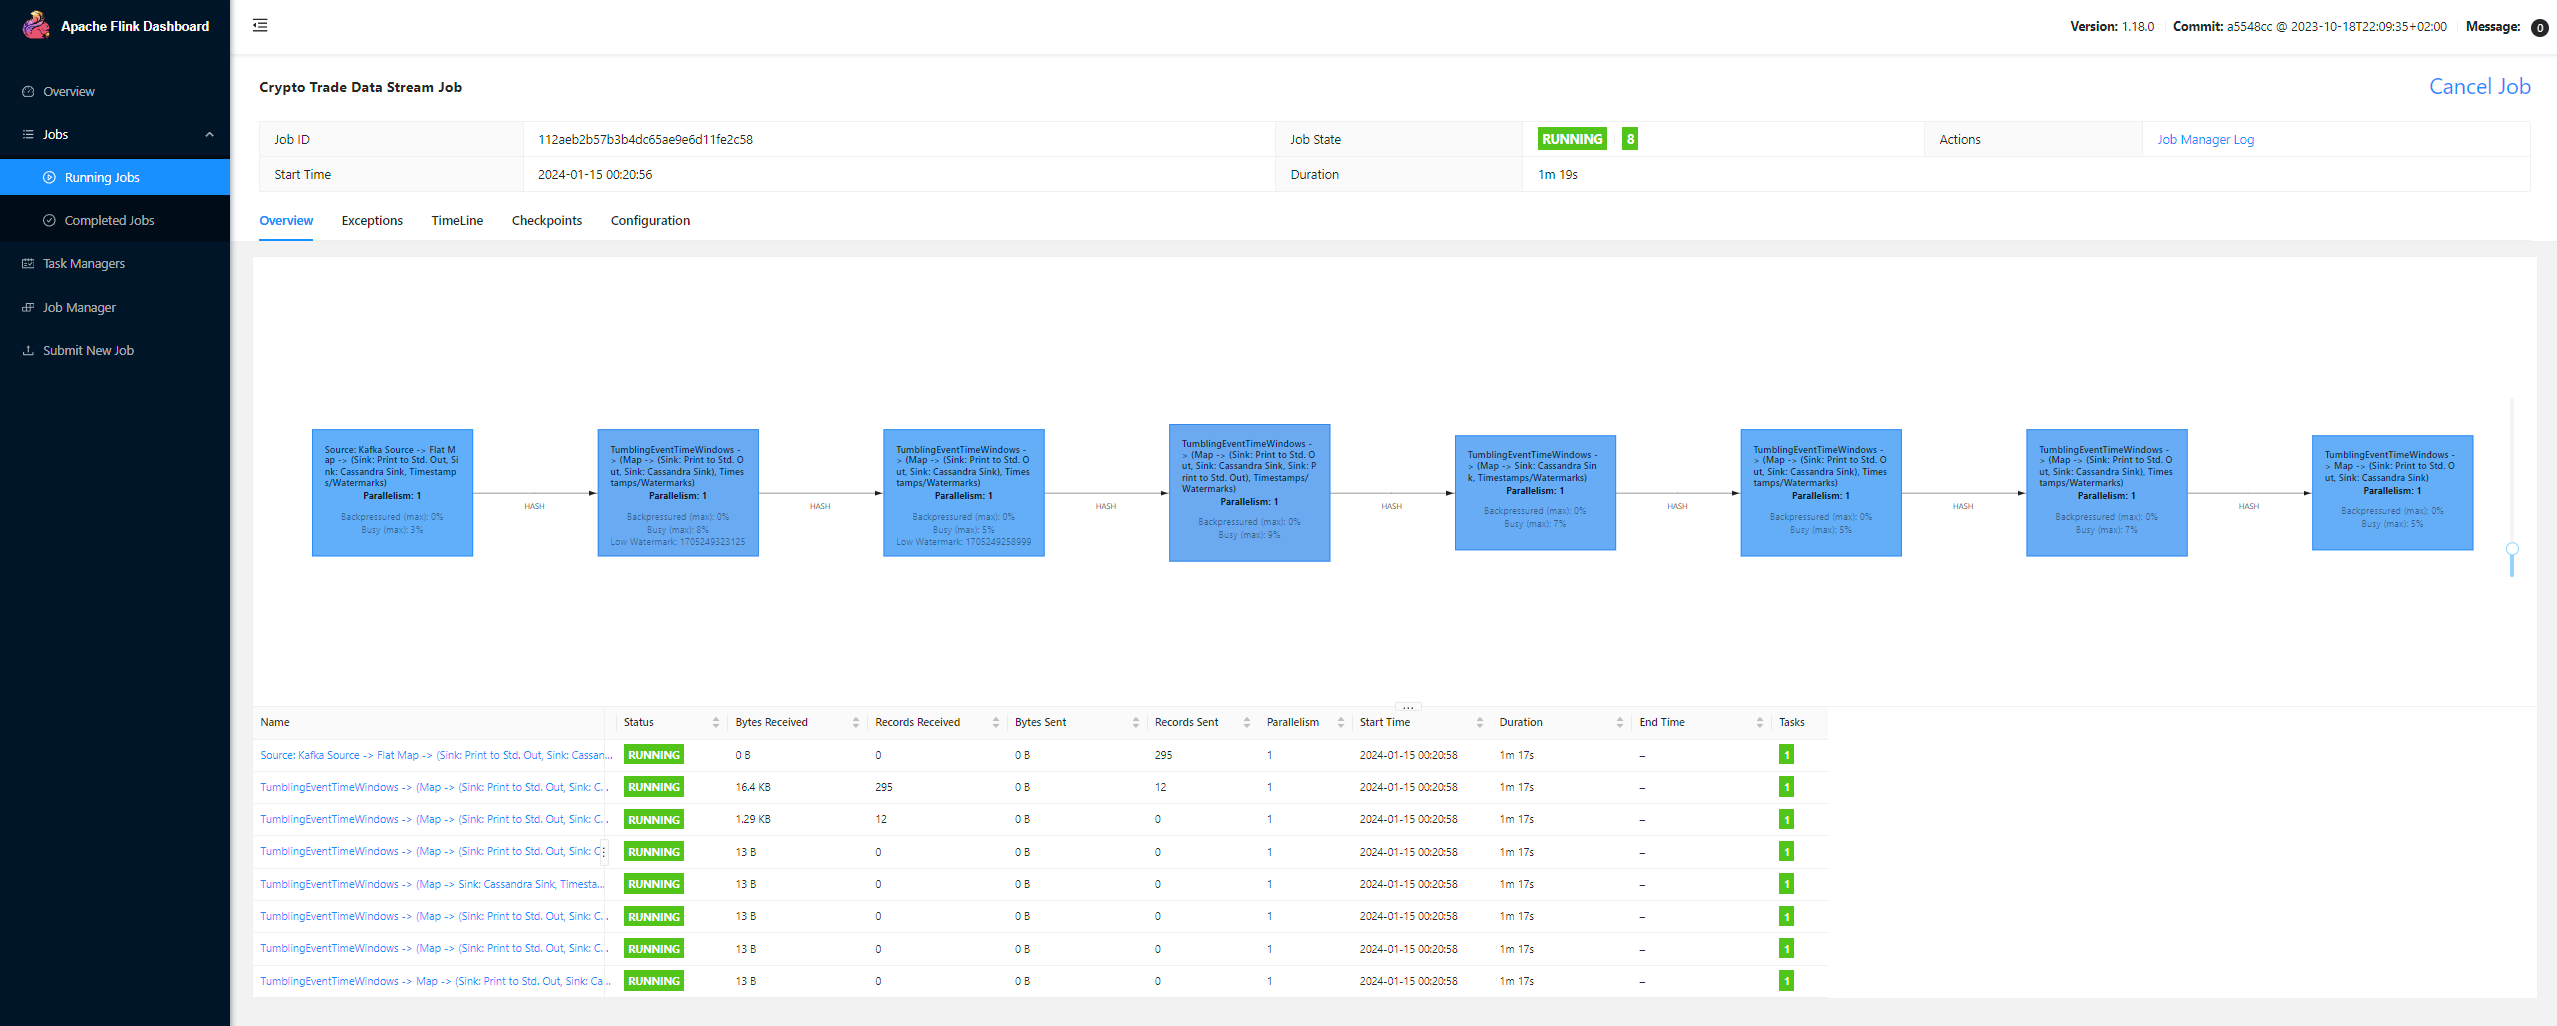 Apache Flink Dashboard
Version: 1.18.0 Commit: a5548cc @ 2023-10-18T22:09:35+02:00 Message: 0
Overview
Jobs
Running Jobs
Completed Jobs
Task Managers
Job Manager
Submit New Job
Crypto Trade Data Stream Job
Cancel Job
Job ID 112aeb2b57b3b4dc65ae9e6d11fe2c58 Job State RUNNING 8 Actions Job Manager Log
Start Time 2024-01-15 00:20:56 Duration 1m 19s
Overview Exceptions TimeLine Checkpoints Configuration
Source: Kafka Source -> Flat M
ap -> (Sink: Print to Std. Out, Si
nk: Cassandra Sink, Timestamp
s/Watermarks)
Parallelism: 1
Backpressured (max): 0%
Busy (max): 3%
HASH
TumblingEventTimeWindows -
> (Map -> (Sink: Print to Std. O
ut, Sink: Cassandra Sink), Times
tamps/Watermarks)
Parallelism: 1
Backpressured (max): 0%
Busy (max): 8%
Low Watermark: 1705249323125
HASH
TumblingEventTimeWindows -
> (Map -> (Sink: Print to Std. O
ut, Sink: Cassandra Sink), Times
tamps/Watermarks)
Parallelism: 1
Backpressured (max): 0%
Busy (max): 5%
Low Watermark: 1705249258999
HASH
TumblingEventTimeWindows -
> (Map -> (Sink: Print to Std. O
ut, Sink: Cassandra Sink, Sink: P
rint to Std. Out), Timestamps/
Watermarks)
Parallelism: 1
Backpressured (max): 0%
Busy (max): 9%
HASH
TumblingEventTimeWindows -
> (Map -> Sink: Cassandra Sin
k, Timestamps/Watermarks)
Parallelism: 1
Backpressured (max): 0%
Busy (max): 7%
HASH
TumblingEventTimeWindows -
> (Map -> (Sink: Print to Std. O
ut, Sink: Cassandra Sink), Times
tamps/Watermarks)
Parallelism: 1
Backpressured (max): 0%
Busy (max): 5%
HASH
TumblingEventTimeWindows -
> (Map -> (Sink: Print to Std. O
ut, Sink: Cassandra Sink), Times
tamps/Watermarks)
Parallelism: 1
Backpressured (max): 0%
Busy (max): 7%
HASH
TumblingEventTimeWindows -
> Map -> (Sink: Print to Std. O
ut, Sink: Cassandra Sink)
Parallelism: 1
Backpressured (max): 0%
Busy (max): 5%
Name Status Bytes Received Records Received Bytes Sent Records Sent Parallelism Start Time Duration End Time Tasks
Source: Kafka Source -> Flat Map -> (Sink: Print to Std. Out, Sink: Cassan... RUNNING 0 B 0 0 B 295 1 2024-01-15 00:20:58 1m 17s – 1
TumblingEventTimeWindows -> (Map -> (Sink: Print to Std. Out, Sink: C... RUNNING 16.4 KB 295 0 B 12 1 2024-01-15 00:20:58 1m 17s – 1
TumblingEventTimeWindows -> (Map -> (Sink: Print to Std. Out, Sink: C... RUNNING 1.29 KB 12 0 B 0 1 2024-01-15 00:20:58 1m 17s – 1
TumblingEventTimeWindows -> (Map -> (Sink: Print to Std. Out, Sink: C RUNNING 13 B 0 0 B 0 1 2024-01-15 00:20:58 1m 17s – 1
TumblingEventTimeWindows -> (Map -> Sink: Cassandra Sink, Timesta... RUNNING 13 B 0 0 B 0 1 2024-01-15 00:20:58 1m 17s – 1
TumblingEventTimeWindows -> (Map -> (Sink: Print to Std. Out, Sink: C... RUNNING 13 B 0 0 B 0 1 2024-01-15 00:20:58 1m 17s – 1
TumblingEventTimeWindows -> (Map -> (Sink: Print to Std. Out, Sink: C... RUNNING 13 B 0 0 B 0 1 2024-01-15 00:20:58 1m 17s – 1
TumblingEventTimeWindows -> Map -> (Sink: Print to Std. Out, Sink: Ca... RUNNING 13 B 0 0 B 0 1 2024-01-15 00:20:58 1m 17s – 1